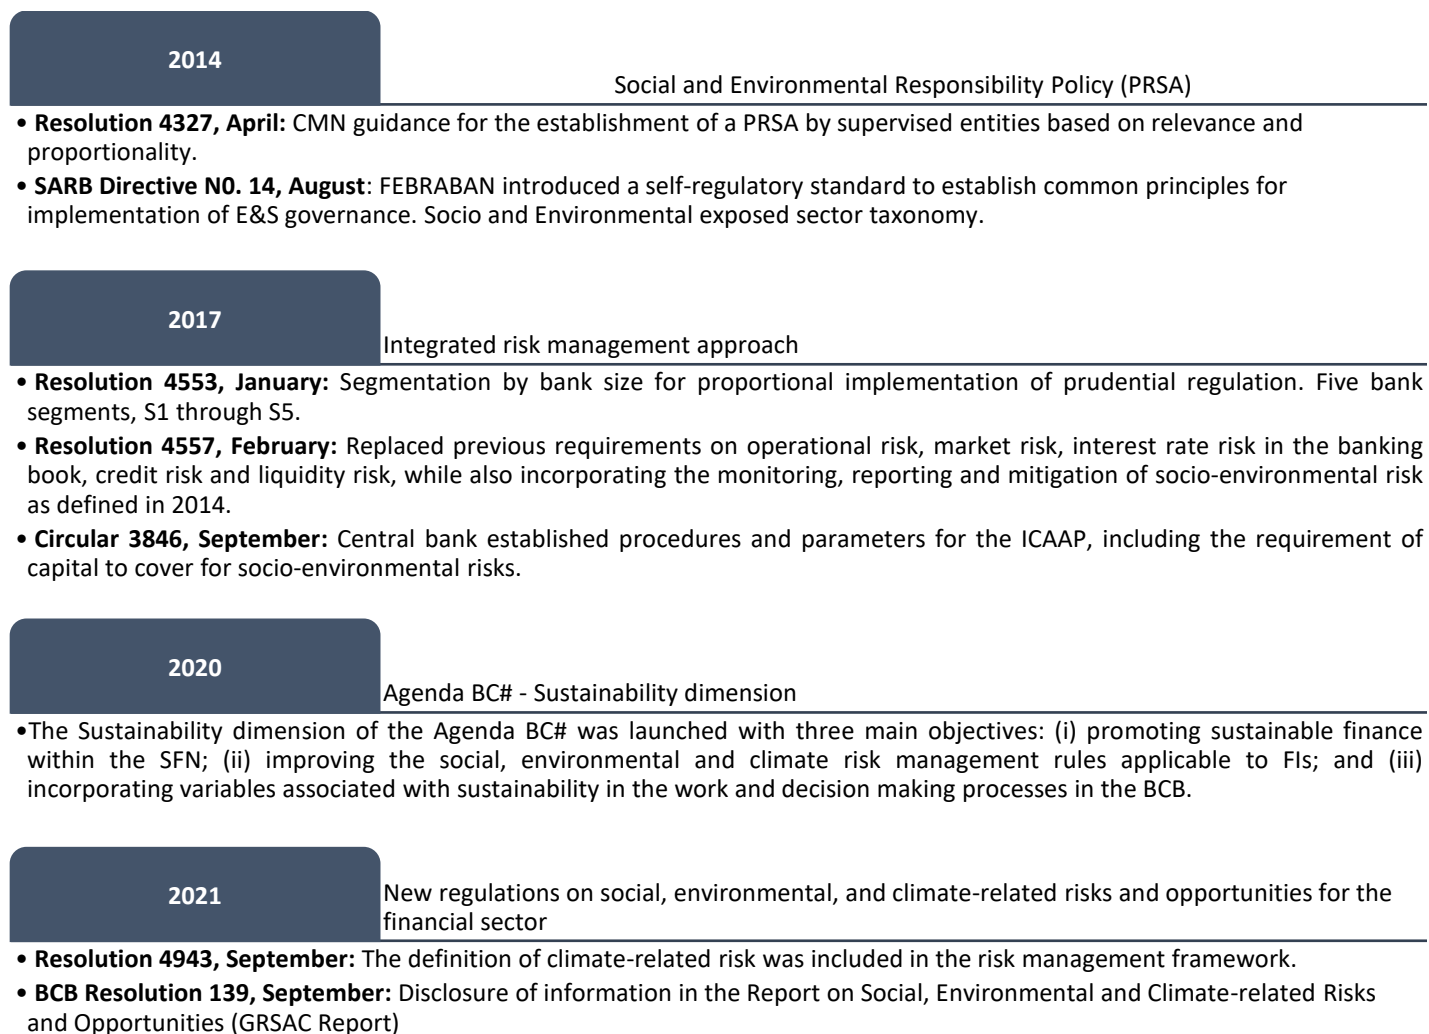 2014
Social and Environmental Responsibility Policy (PRSA)
• Resolution 4327, April: CMN guidance for the establishment of a PRSA by supervised entities based on relevance and
proportionality.
• SARB Directive N0. 14, August: FEBRABAN introduced a self-regulatory standard to establish common principles for
implementation of E&S governance. Socio and Environmental exposed sector taxonomy.
2017
Integrated risk management approach
• Resolution 4553, January: Segmentation by bank size for proportional implementation of prudential regulation. Five bank
segments, S1 through S5.
• Resolution 4557, February: Replaced previous requirements on operational risk, market risk, interest rate risk in the banking
book, credit risk and liquidity risk, while also incorporating the monitoring, reporting and mitigation of socio-environmental risk
as defined in 2014.
• Circular 3846, September: Central bank established procedures and parameters for the ICAAP, including the requirement of
capital to cover for socio-environmental risks.
2020
Agenda BC# - Sustainability dimension
•The Sustainability dimension of the Agenda BC# was launched with three main objectives: (i) promoting sustainable finance
within the SFN; (ii) improving the social, environmental and climate risk management rules applicable to FIs; and (iii)
incorporating variables associated with sustainability in the work and decision making processes in the BCB.
2021
New regulations on social, environmental, and climate-related risks and opportunities for the
financial sector
• Resolution 4943, September: The definition of climate-related risk was included in the risk management framework.
• BCB Resolution 139, September: Disclosure of information in the Report on Social, Environmental and Climate-related Risks
and Opportunities (GRSAC Report)